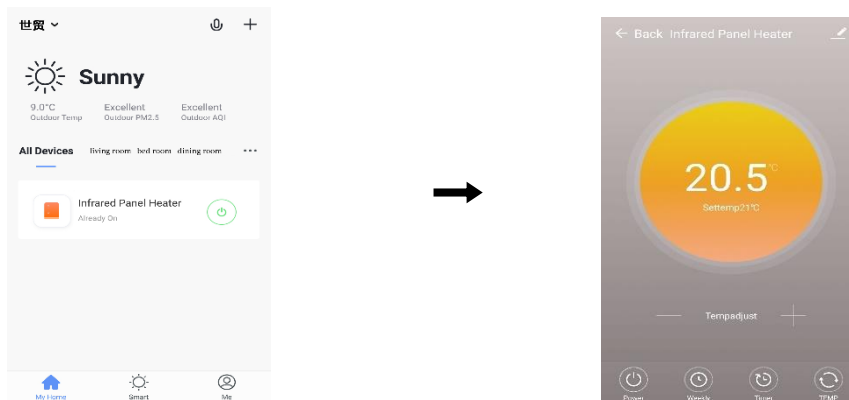 世贸
Sunny
9.0°C Excellent Excellent
Outdoor Temp Outdoor PM2.5 Outdoor AQI
All Devices living room bed room dining room
Infrared Panel Heater
Already On
My Home Smart Me
Back Infrared Panel Heater
20.5°C
Settemp21°C
Tempadjust
Power Weekly Timer TEMP